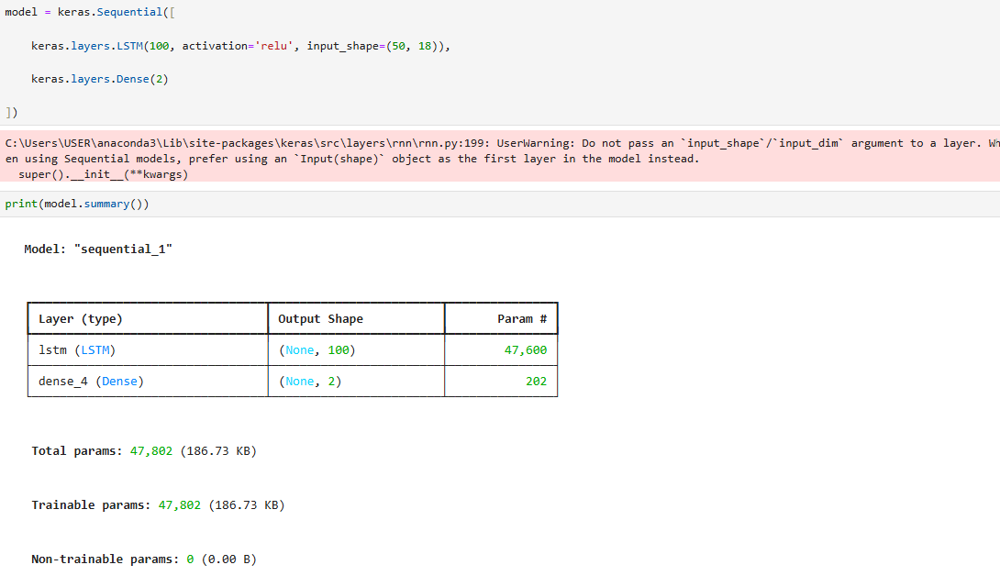 model = keras.Sequential([
keras.layers.LSTM(100, activation='relu', input_shape=(50, 18)),
keras.layers.Dense(2)
])
C:\Users\USER\anaconda3\Lib\site-packages\keras\src\layers\rnn\rnn.py:199: UserWarning: Do not pass an `input_shape`/`input_dim` argument to a layer. Wh
en using Sequential models, prefer using an `Input(shape)` object as the first layer in the model instead.
super().__init__(**kwargs)
print(model.summary())
Model: "sequential_1"
Layer (type) Output Shape Param #
lstm (LSTM) (None, 100) 47,600
dense_4 (Dense) (None, 2) 202
Total params: 47,802 (186.73 KB)
Trainable params: 47,802 (186.73 KB)
Non-trainable params: 0 (0.00 B)